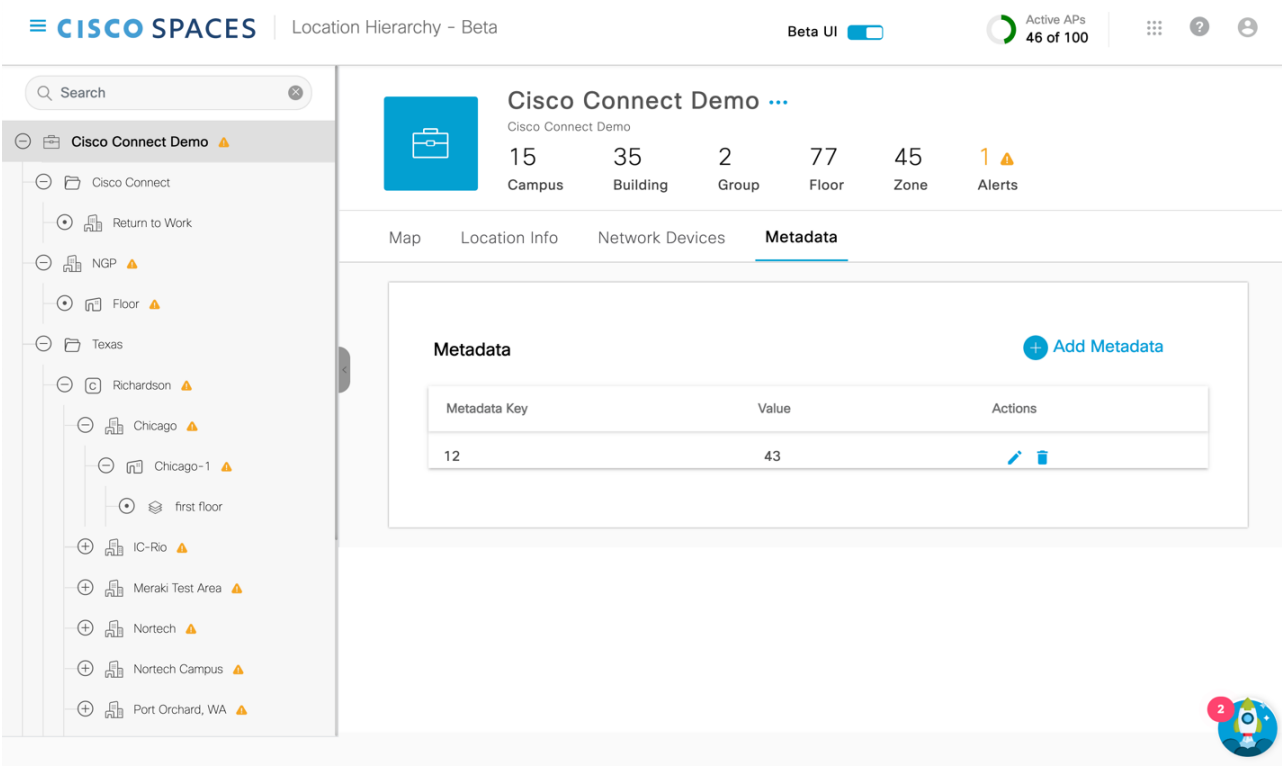 CISCO SPACES
Location Hierarchy - Beta
Beta UI
Active APs
46 of 100
?
Search
Cisco Connect Demo
Cisco Connect
Return to Work
NGP
Floor
Texas
C Richardson
Chicago
Chicago-1
first floor
IC-Rio
Meraki Test Area
Nortech
Nortech Campus
Port Orchard, WA
Cisco Connect Demo ...
Cisco Connect Demo
15 35 2 77 45 1
Campus Building Group Floor Zone Alerts
Map Location Info Network Devices Metadata
Metadata
+ Add Metadata
Metadata Key Value Actions
12 43
2